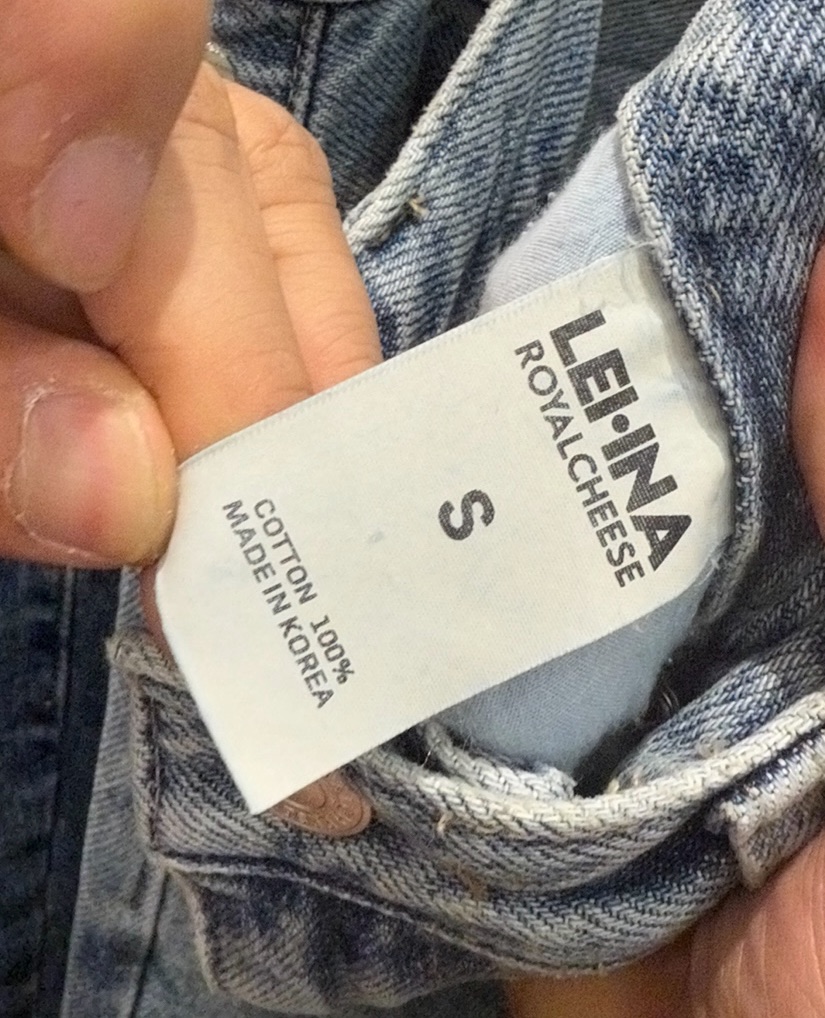 LEI·INA
ROYALCHEESE
S
COTTON 100%
MADE IN KOREA